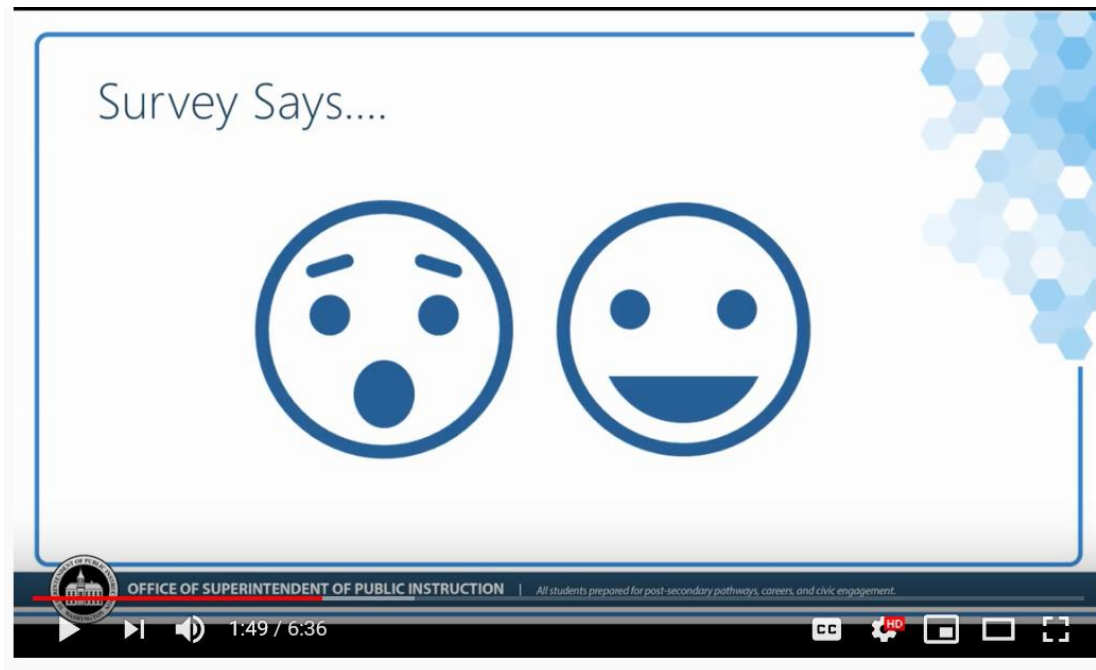 Survey Says....
OFFICE OF SUPERINTENDENT OF PUBLIC INSTRUCTION | All students prepared for post-secondary pathways, careers, and civic engagement.
1:49 / 6:36
CC
HD